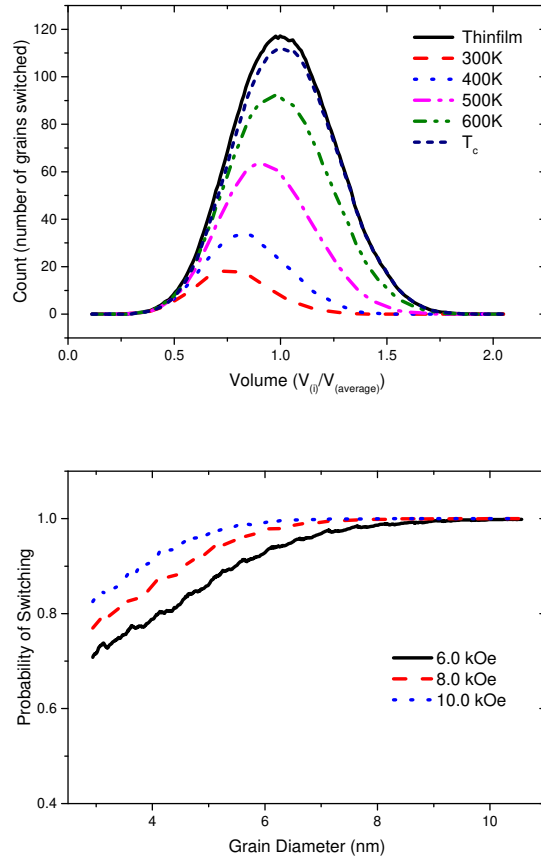 120
100
80
60
40
20
0
Count (number of grains switched)
Thinfilm
300K
400K
500K
600K
T_c
0.0 0.5 1.0 1.5 2.0
Volume (V_(i)/V_(average))
1.0
0.8
0.6
0.4
Probability of Switching
6.0 kOe
8.0 kOe
10.0 kOe
4 6 8 10
Grain Diameter (nm)